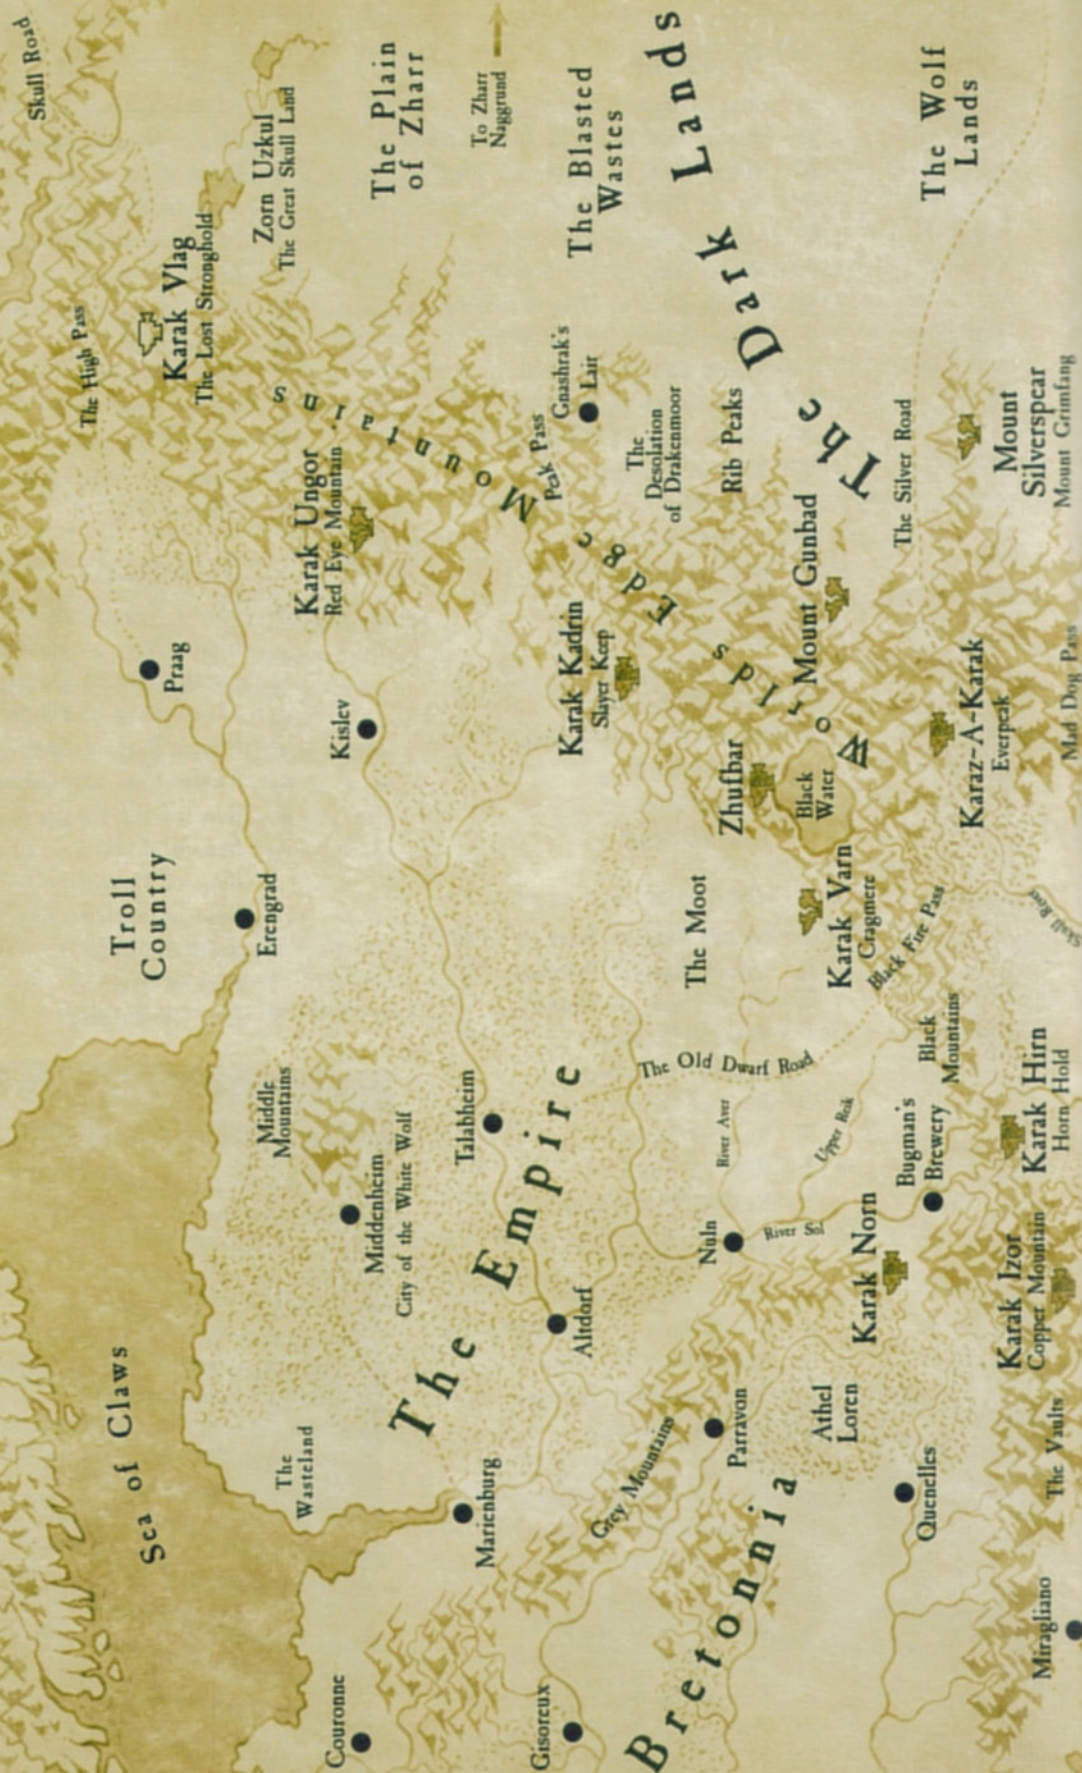 Skull Road
The High Pass
Karak Vlag
The Lost Stronghold
Zorn Uzkul
The Great Skull Land
The Plain
of Zharr
To Zharr
Naggrund
The Blasted
Wastes
The Dark Lands
The Wolf
Lands
Praag
Karak Ungor
Red Eye Mountain
Kislev
Worlds Edge Mountains
Peak Pass
Gnashrak's
Lair
The
Desolation
of Drakenmoor
Rib Peaks
Karak Kadrin
Slayer Keep
Mount Gunbad
The Silver Road
Mount
Silverspear
Mount Grimfang
Troll
Country
Erengrad
Zhufbar
Black
Water
Karaz-A-Karak
Everpeak
Mad Dog Pass
The Moot
Karak Varn
Cragmere
Black Fire Pass
Skull River
Sea of Claws
Middle
Mountains
Middenheim
City of the White Wolf
Talabheim
The Empire
The Old Dwarf Road
River Aver
Upper Reik
Black
Mountains
Nuln
River Sol
Bugman's
Brewery
Karak Hirn
Horn Hold
Karak Norn
Karak Izor
Copper Mountain
Altdorf
The
Wasteland
Marienburg
Grey Mountains
Parravon
Athel
Loren
Quenelles
The Vaults
Couronne
Gisoreux
Bretonnia
Miragliano